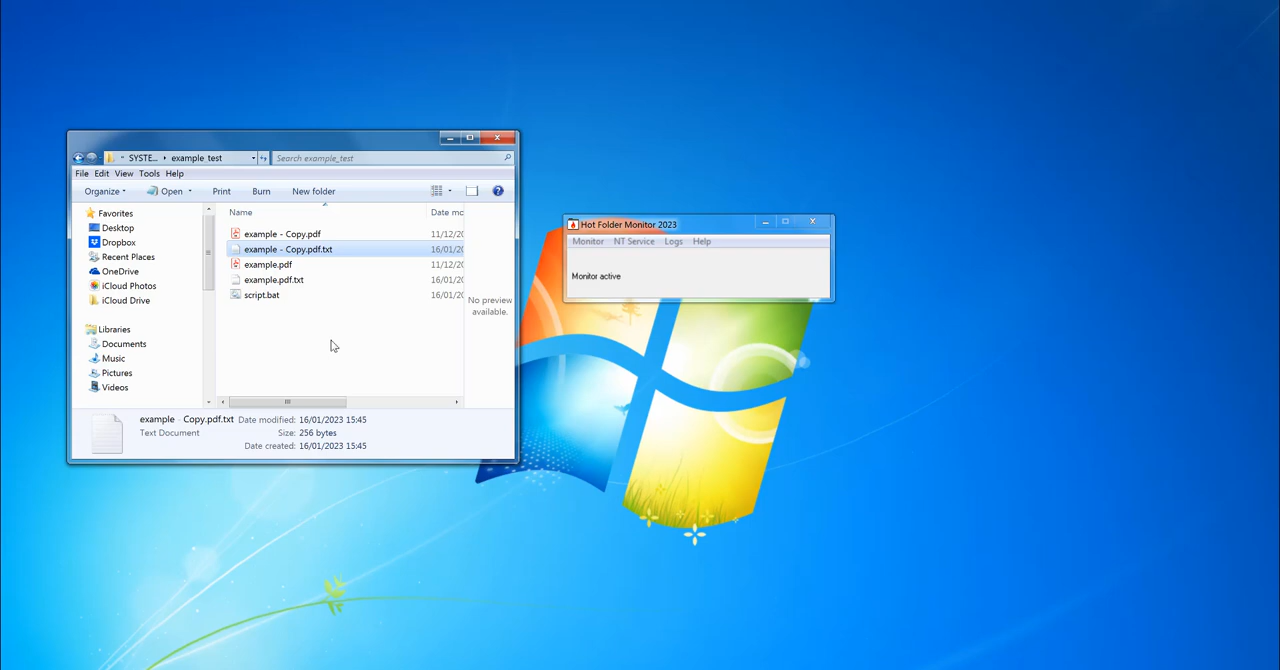 SYTE... example_test
Search example_test
File Edit View Tools Help
Organize Open Print Burn New folder
Name Date mc
Favorites
Desktop
Dropbox
Recent Places
OneDrive
iCloud Photos
iCloud Drive
Libraries
Documents
Music
Pictures
Videos
example - Copy.pdf 11/12/20
example - Copy.pdf.txt 16/01/20
example.pdf 11/12/20
example.pdf.txt 16/01/20
script.bat 16/01/20
No preview
available.
example - Copy.pdf.txt Date modified: 16/01/2023 15:45
Text Document Size: 256 bytes
Date created: 16/01/2023 15:45
Hot Folder Monitor 2023
Monitor NT Service Logs Help
Monitor active